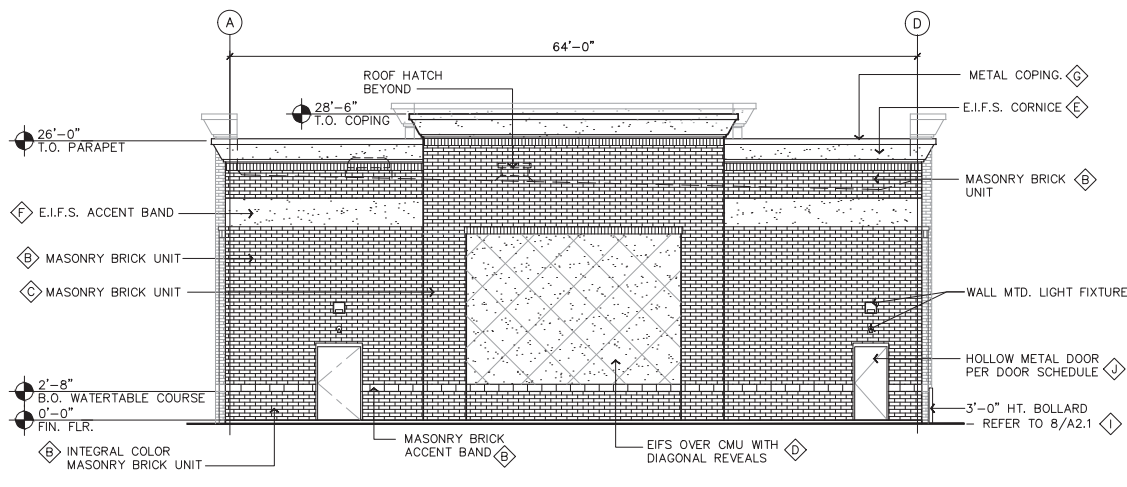 A
D
64'-0"
ROOF HATCH
BEYOND
METAL COPING. G
28'-6"
T.O. COPING
E.I.F.S. CORNICE E
26'-0"
T.O. PARAPET
MASONRY BRICK B
UNIT
F E.I.F.S. ACCENT BAND
B MASONRY BRICK UNIT
C MASONRY BRICK UNIT
WALL MTD. LIGHT FIXTURE
HOLLOW METAL DOOR
PER DOOR SCHEDULE J
2'-8"
B.O. WATERTABLE COURSE
0'-0"
FIN. FLR.
3'-0" HT. BOLLARD
REFER TO 8/A2.1 I
B INTEGRAL COLOR
MASONRY BRICK UNIT
MASONRY BRICK
ACCENT BAND B
EIFS OVER CMU WITH
DIAGONAL REVEALS D